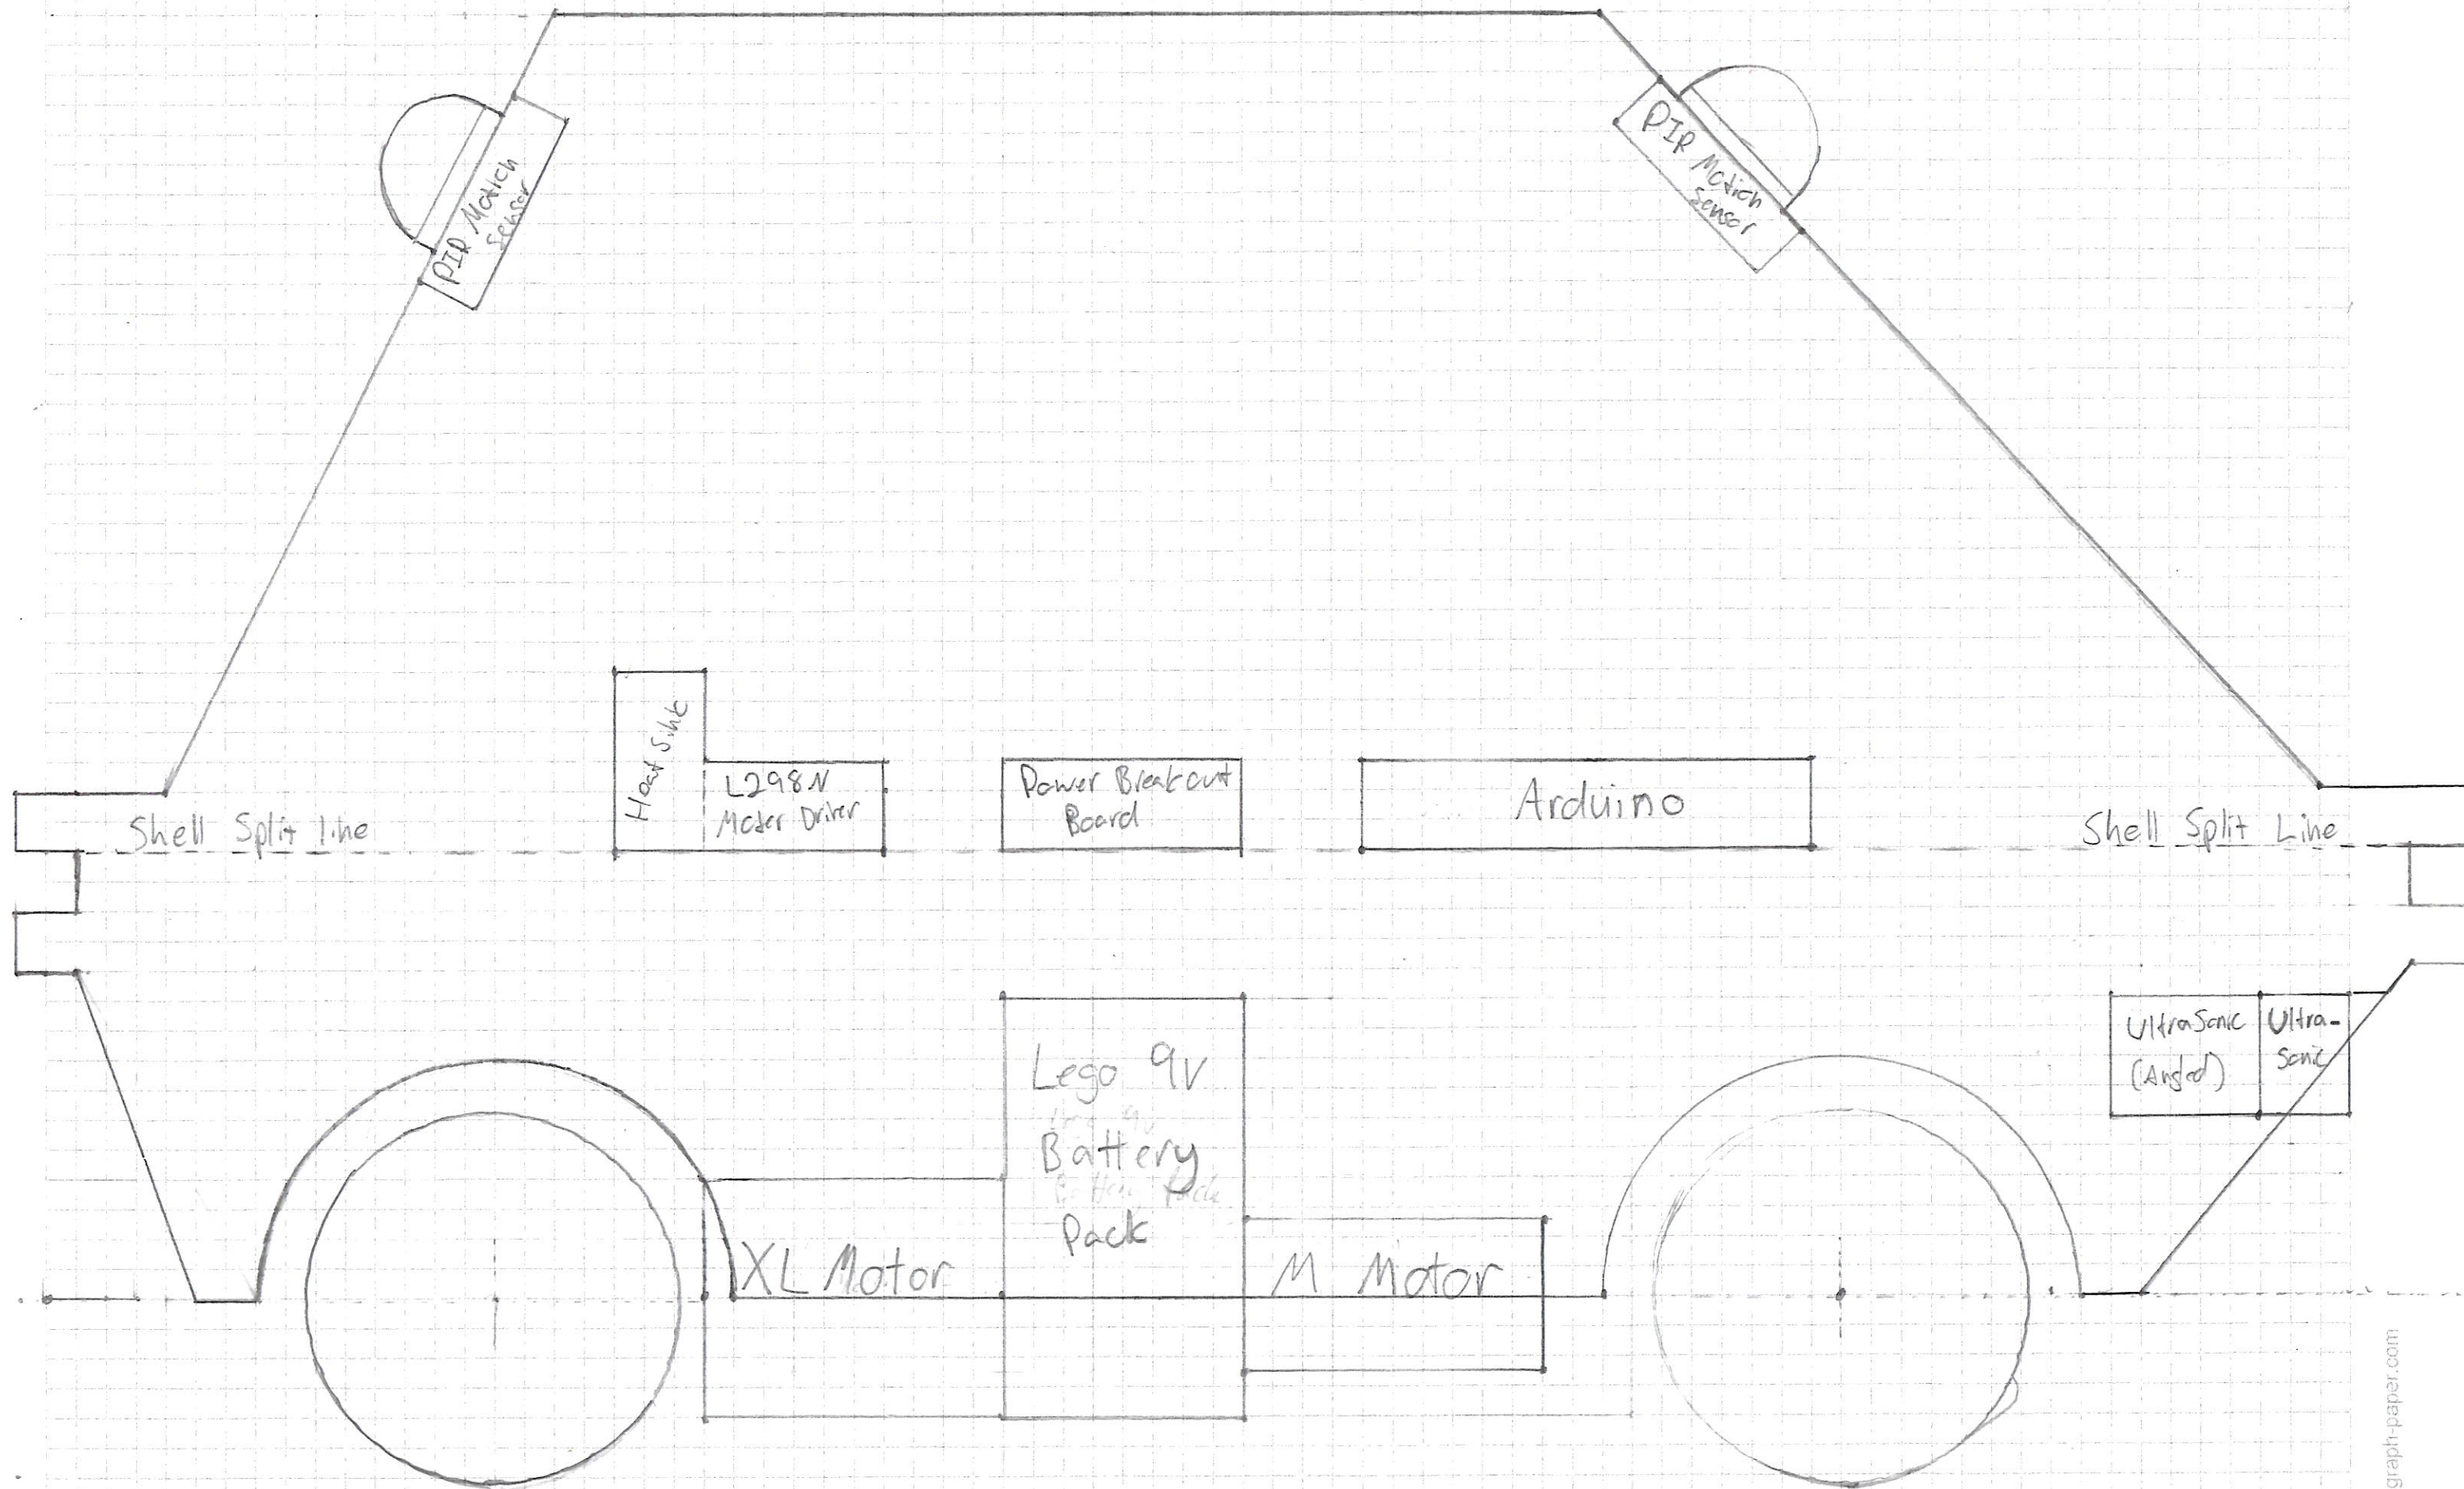 PIR Motion
Sensor
PIR Motion
Sensor
Heat Sink
L298N
Motor Driver
Power Breakout
Board
Arduino
Shell Split Line
Shell Split Line
UltraSonic
(Angled)
Ultra-
Sonic
Lego 9V
Battery
Pack
XL Motor
M Motor
graph-paper.com